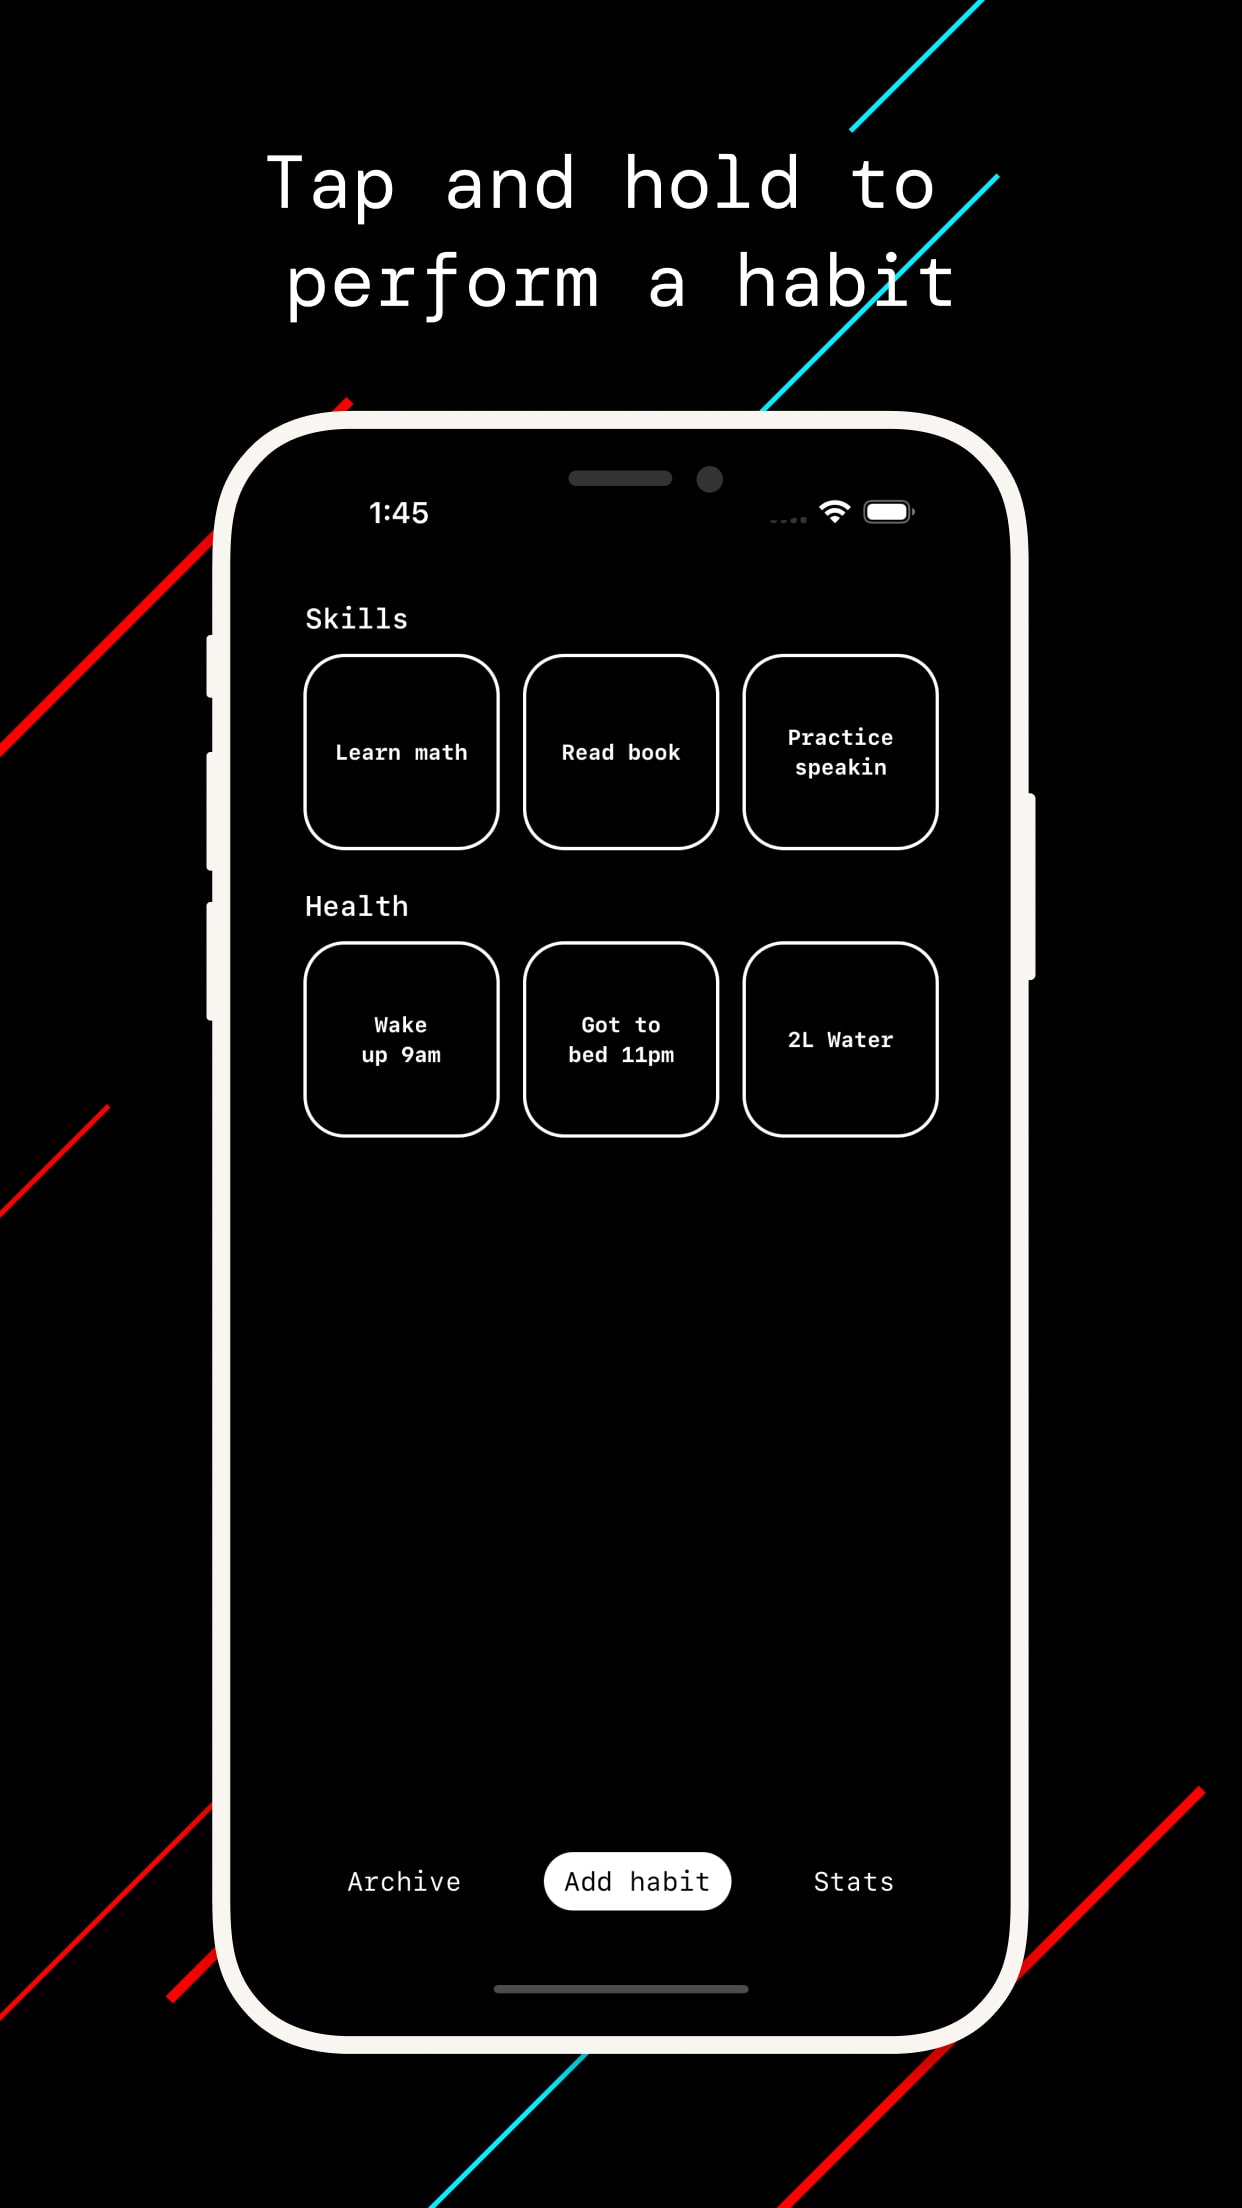 Tap and hold to
perform a habit
1:45
Skills
Learn math
Read book
Practice
speakin
Health
Wake
up 9am
Got to
bed 11pm
2L Water
Archive
Add habit
Stats